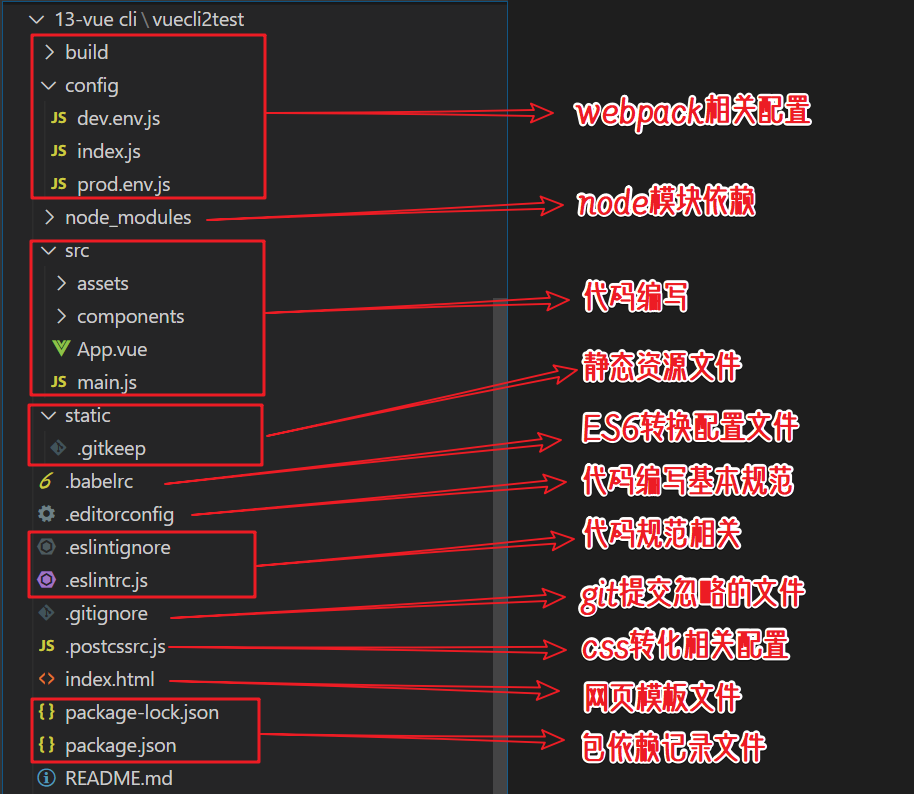 13-vue cli\vuecli2test
build
config
JS dev.env.js
webpack相关配置
JS index.js
JS prod.env.js
node_modules
node模块依赖
src
assets
代码编写
components
App.vue
静态资源文件
JS main.js
static
ES6转换配置文件
.gitkeep
.babelrc
代码编写基本规范
.editorconfig
代码规范相关
.eslintignore
.eslintrc.js
git提交忽略的文件
.gitignore
JS .postcssrc.js
css转化相关配置
<> index.html
网页模板文件
{} package-lock.json
{} package.json
包依赖记录文件
README.md